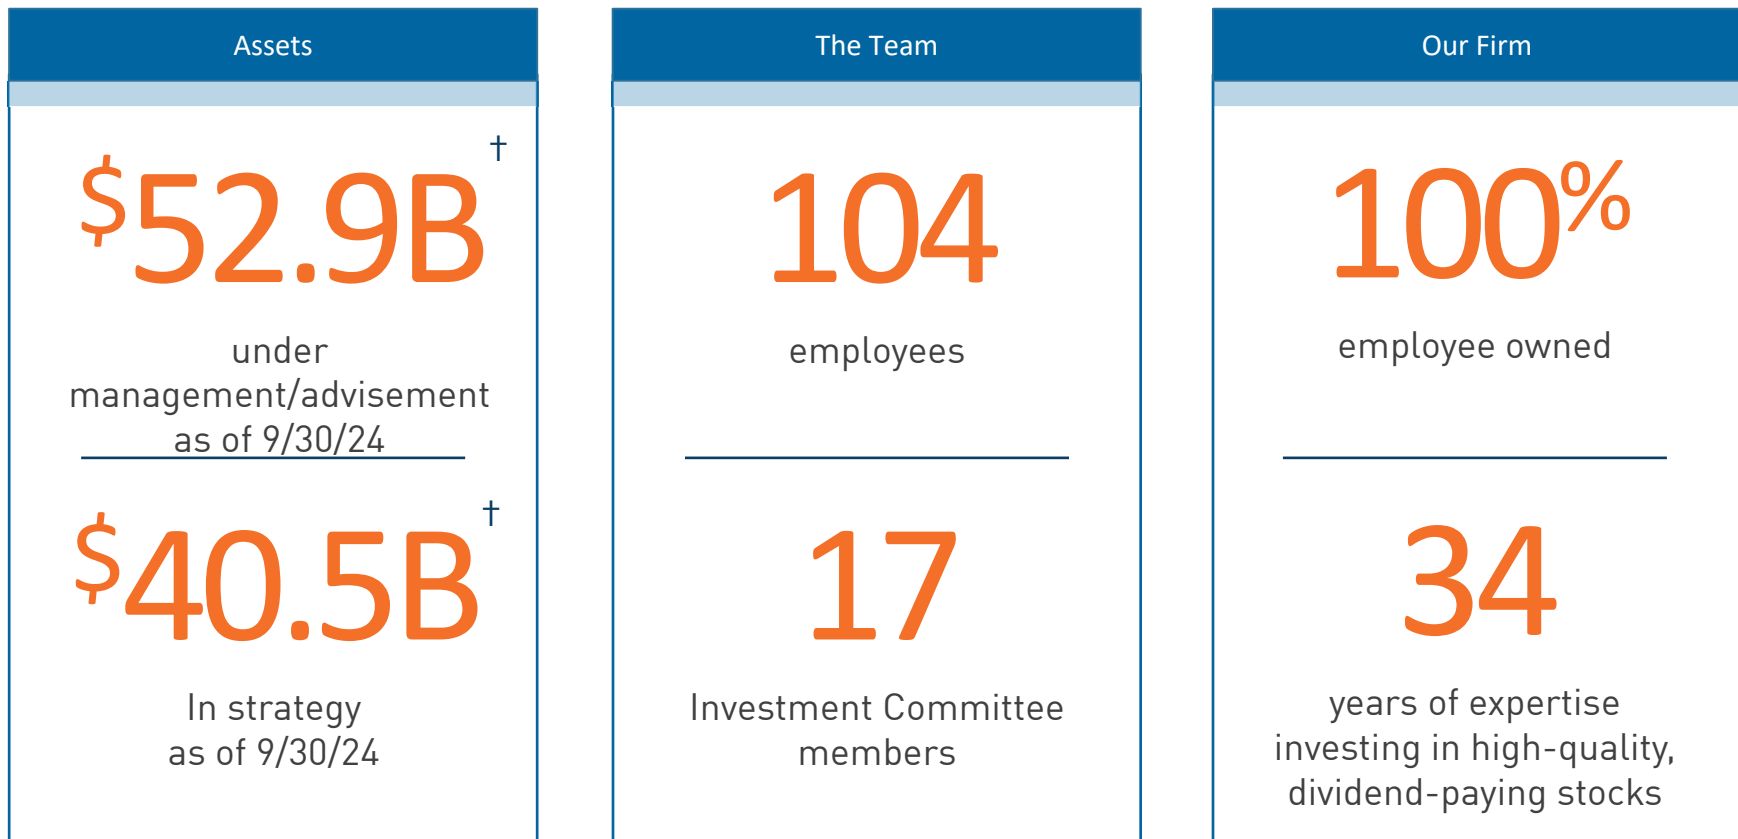 Assets
$52.9B†
under
management/advisement
as of 9/30/24
$40.5B†
In strategy
as of 9/30/24
The Team
104
employees
17
Investment Committee
members
Our Firm
100%
employee owned
34
years of expertise
investing in high-quality,
dividend-paying stocks